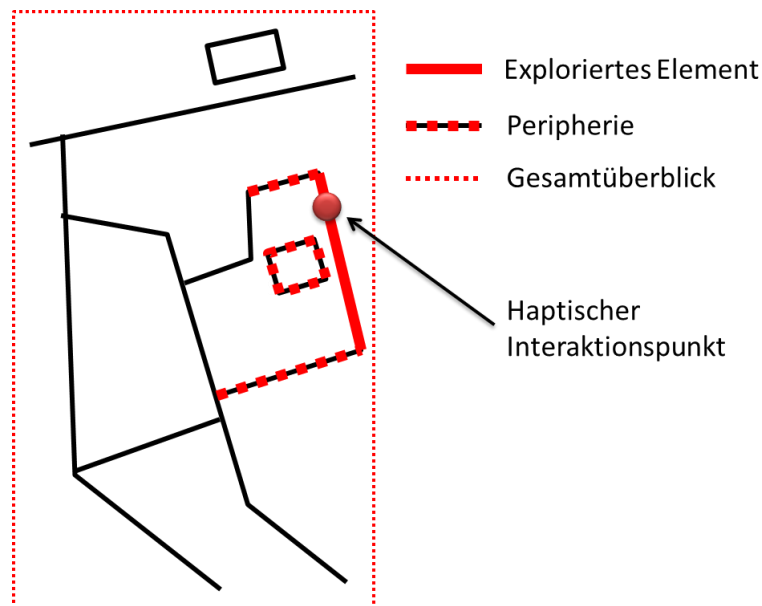 Exploriertes Element
Peripherie
Gesamtüberblick
Haptischer
Interaktionspunkt